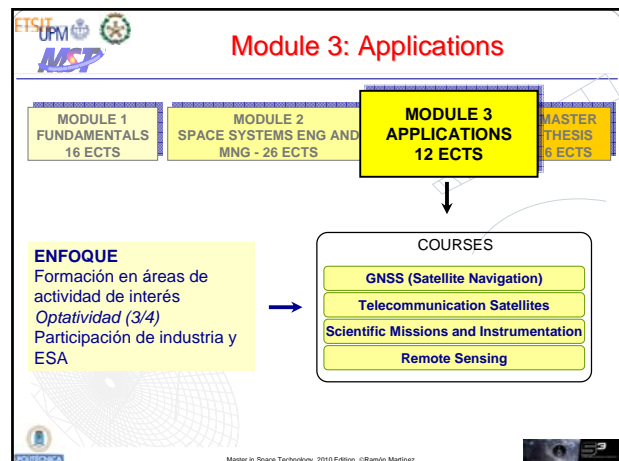 ETSIT
UPM
MST
Module 3: Applications
MODULE 1
FUNDAMENTALS
16 ECTS
MODULE 2
SPACE SYSTEMS ENG AND
MNG - 26 ECTS
MODULE 3
APPLICATIONS
12 ECTS
MASTER
THESIS
6 ECTS
ENFOQUE
Formación en áreas de
actividad de interés
Optatividad (3/4)
Participación de industria y
ESA
COURSES
GNSS (Satellite Navigation)
Telecommunication Satellites
Scientific Missions and Instrumentation
Remote Sensing
POLITÉCNICA
Master in Space Technology. 2010 Edition. ©Ramón Martínez